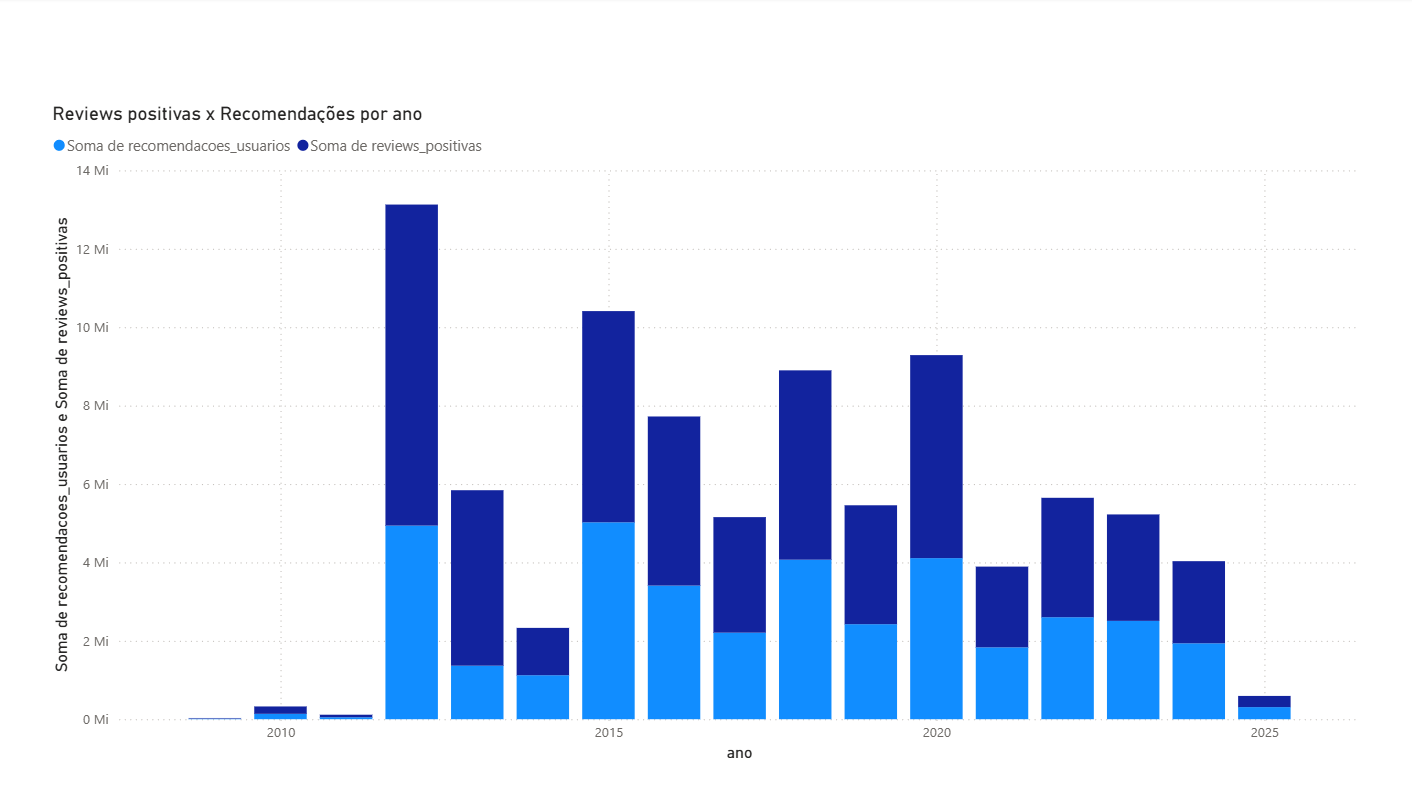 Reviews positivas x Recomendações por ano
Soma de recomendacoes_usuarios Soma de reviews_positivas
Soma de recomendacoes_usuarios e Soma de reviews_positivas
14 Mi
12 Mi
10 Mi
8 Mi
6 Mi
4 Mi
2 Mi
0 Mi
2010 2015 2020 2025
ano